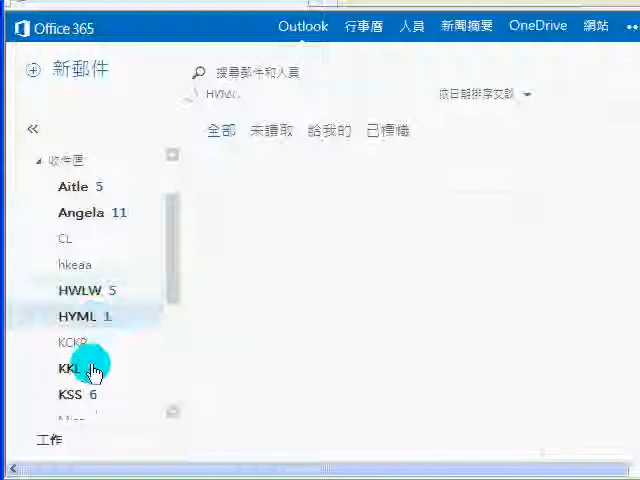 Office 365
Outlook 行事曆 人員 新聞摘要 OneDrive 網站
新郵件
搜尋郵件和人員
依日期排序交談
全部 未讀取 給我的 已標幟
收件匣
Aitle 5
Angela 11
CL
hkeaa
HWLW 5
HYML 1
KCKP
KKL
KSS 6
工作